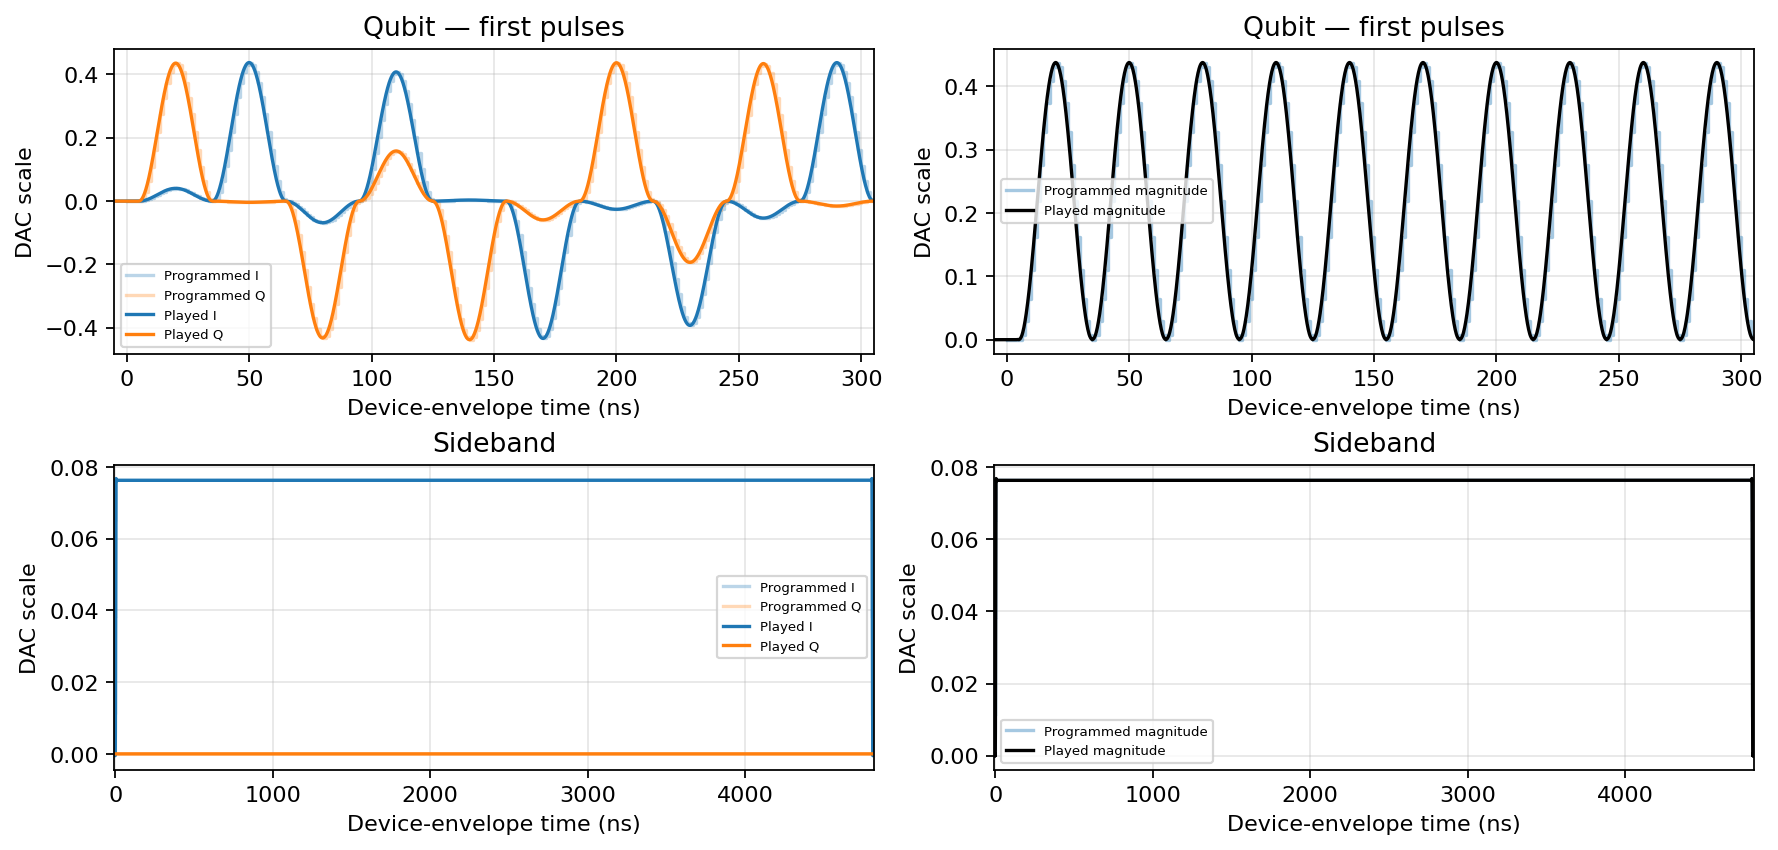 Qubit — first pulses
DAC scale
0.4
0.2
0.0
−0.2
−0.4
Programmed I
Programmed Q
Played I
Played Q
0 50 100 150 200 250 300
Device-envelope time (ns)
Qubit — first pulses
DAC scale
0.4
0.3
0.2
0.1
0.0
Programmed magnitude
Played magnitude
0 50 100 150 200 250 300
Device-envelope time (ns)
Sideband
DAC scale
0.08
0.06
0.04
0.02
0.00
Programmed I
Programmed Q
Played I
Played Q
0 1000 2000 3000 4000
Device-envelope time (ns)
Sideband
DAC scale
0.08
0.06
0.04
0.02
0.00
Programmed magnitude
Played magnitude
0 1000 2000 3000 4000
Device-envelope time (ns)